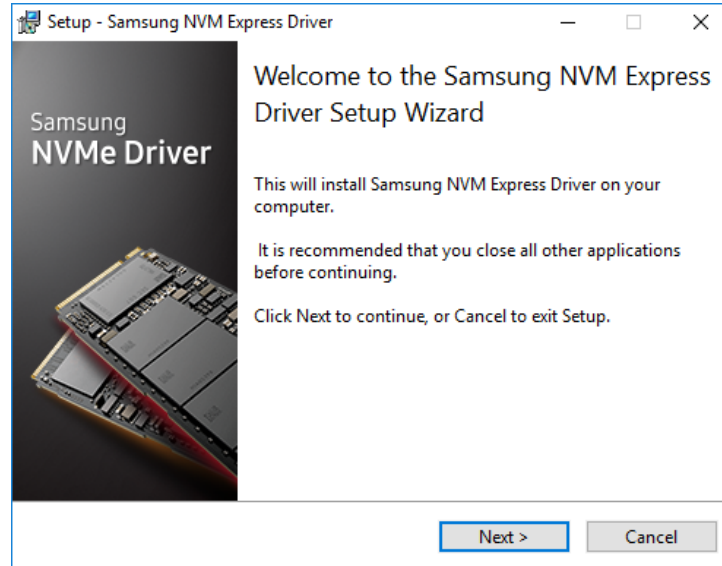 Setup - Samsung NVM Express Driver
Samsung
NVMe Driver
Welcome to the Samsung NVM Express
Driver Setup Wizard
This will install Samsung NVM Express Driver on your
computer.
It is recommended that you close all other applications
before continuing.
Click Next to continue, or Cancel to exit Setup.
Next >
Cancel